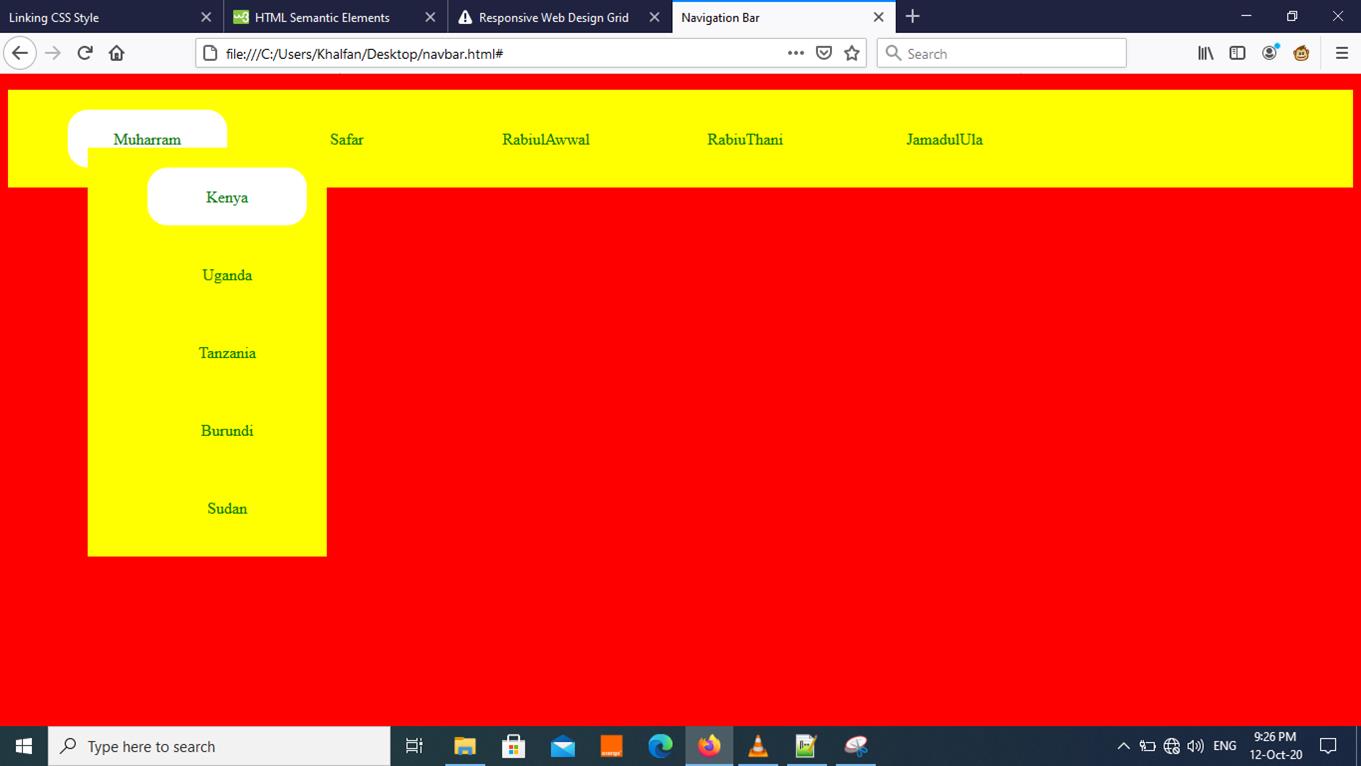 Linking CSS Style
HTML Semantic Elements
Responsive Web Design Grid
Navigation Bar
file:///C:/Users/Khalfan/Desktop/navbar.html#
Search
Muharram
Safar
RabiulAwwal
RabiuThani
JamadulUla
Kenya
Uganda
Tanzania
Burundi
Sudan
Type here to search
ENG
9:26 PM
12-Oct-20